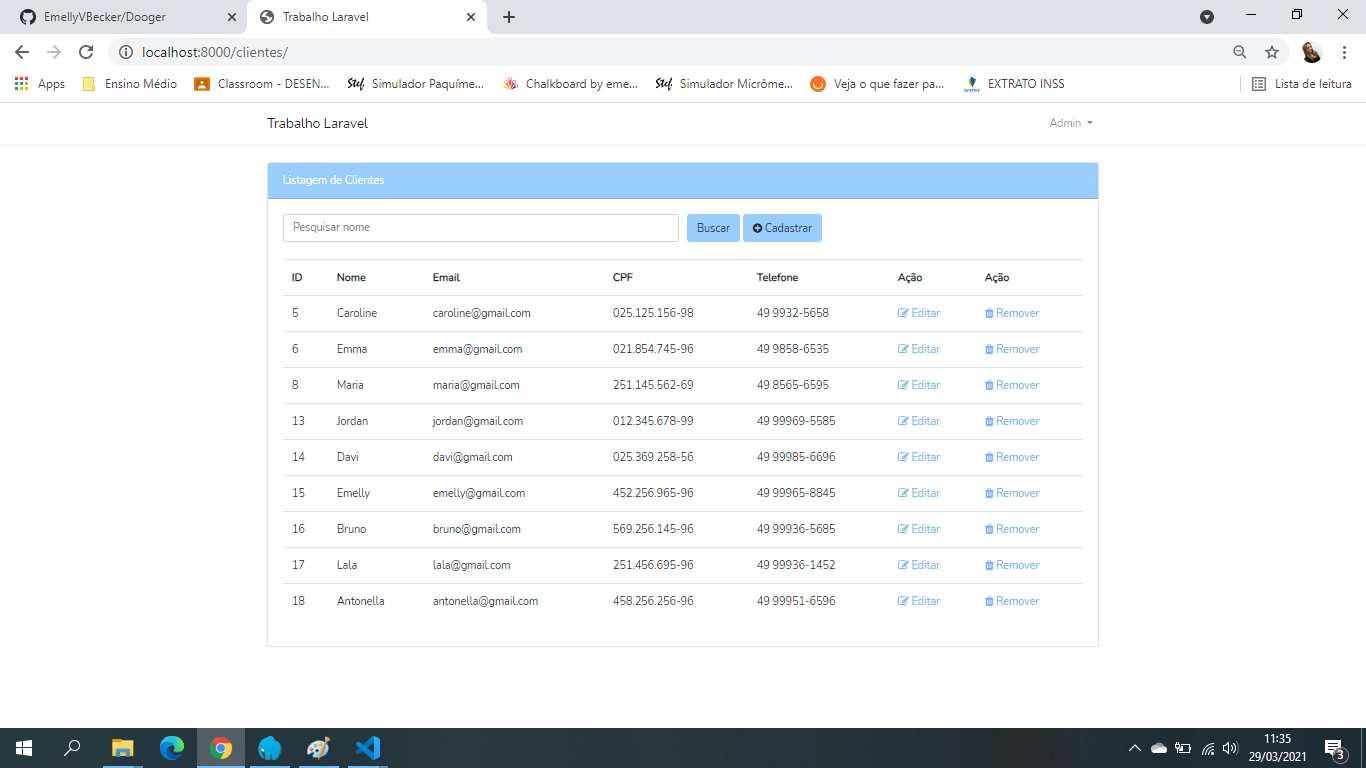 EmellyVBecker/Dooger
Trabalho Laravel
localhost:8000/clientes/
Apps
Ensino Médio
Classroom - DESEN...
Stef Simulador Paquíme...
Chalkboard by eme...
Stef Simulador Micrôme...
Veja o que fazer pa...
EXTRATO INSS
Lista de leitura
Trabalho Laravel
Admin
Listagem de Clientes
Pesquisar nome
Buscar
Cadastrar
ID Nome Email CPF Telefone Ação Ação
5 Caroline caroline@gmail.com 025.125.156-98 49 9932-5658 Editar Remover
6 Emma emma@gmail.com 021.854.745-96 49 9858-6535 Editar Remover
8 Maria maria@gmail.com 251.145.562-69 49 8565-6595 Editar Remover
13 Jordan jordan@gmail.com 012.345.678-99 49 99969-5585 Editar Remover
14 Davi davi@gmail.com 025.369.258-56 49 99985-6696 Editar Remover
15 Emelly emelly@gmail.com 452.256.965-96 49 99965-8845 Editar Remover
16 Bruno bruno@gmail.com 569.256.145-96 49 99936-5685 Editar Remover
17 Lala lala@gmail.com 251.456.695-96 49 99936-1452 Editar Remover
18 Antonella antonella@gmail.com 458.256.256-96 49 99951-6596 Editar Remover
11:35
29/03/2021
3